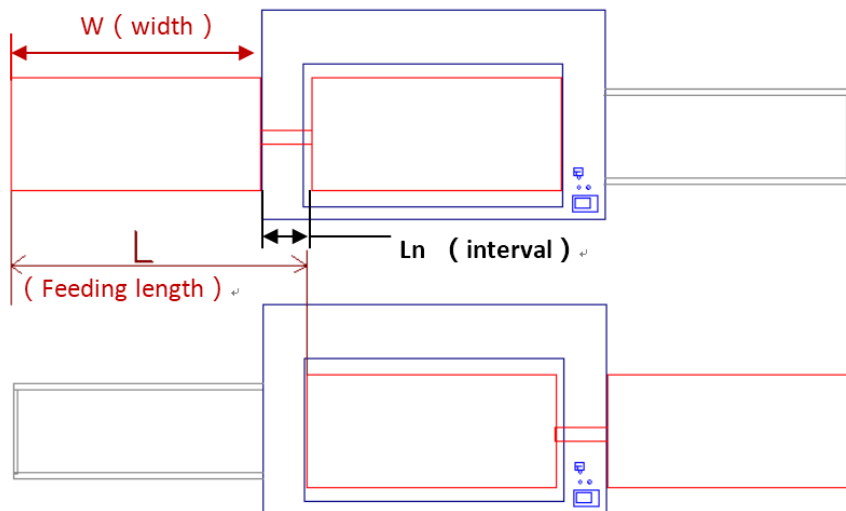 W ( width )
Ln ( interval ) ↵
L
( Feeding length ) ↵